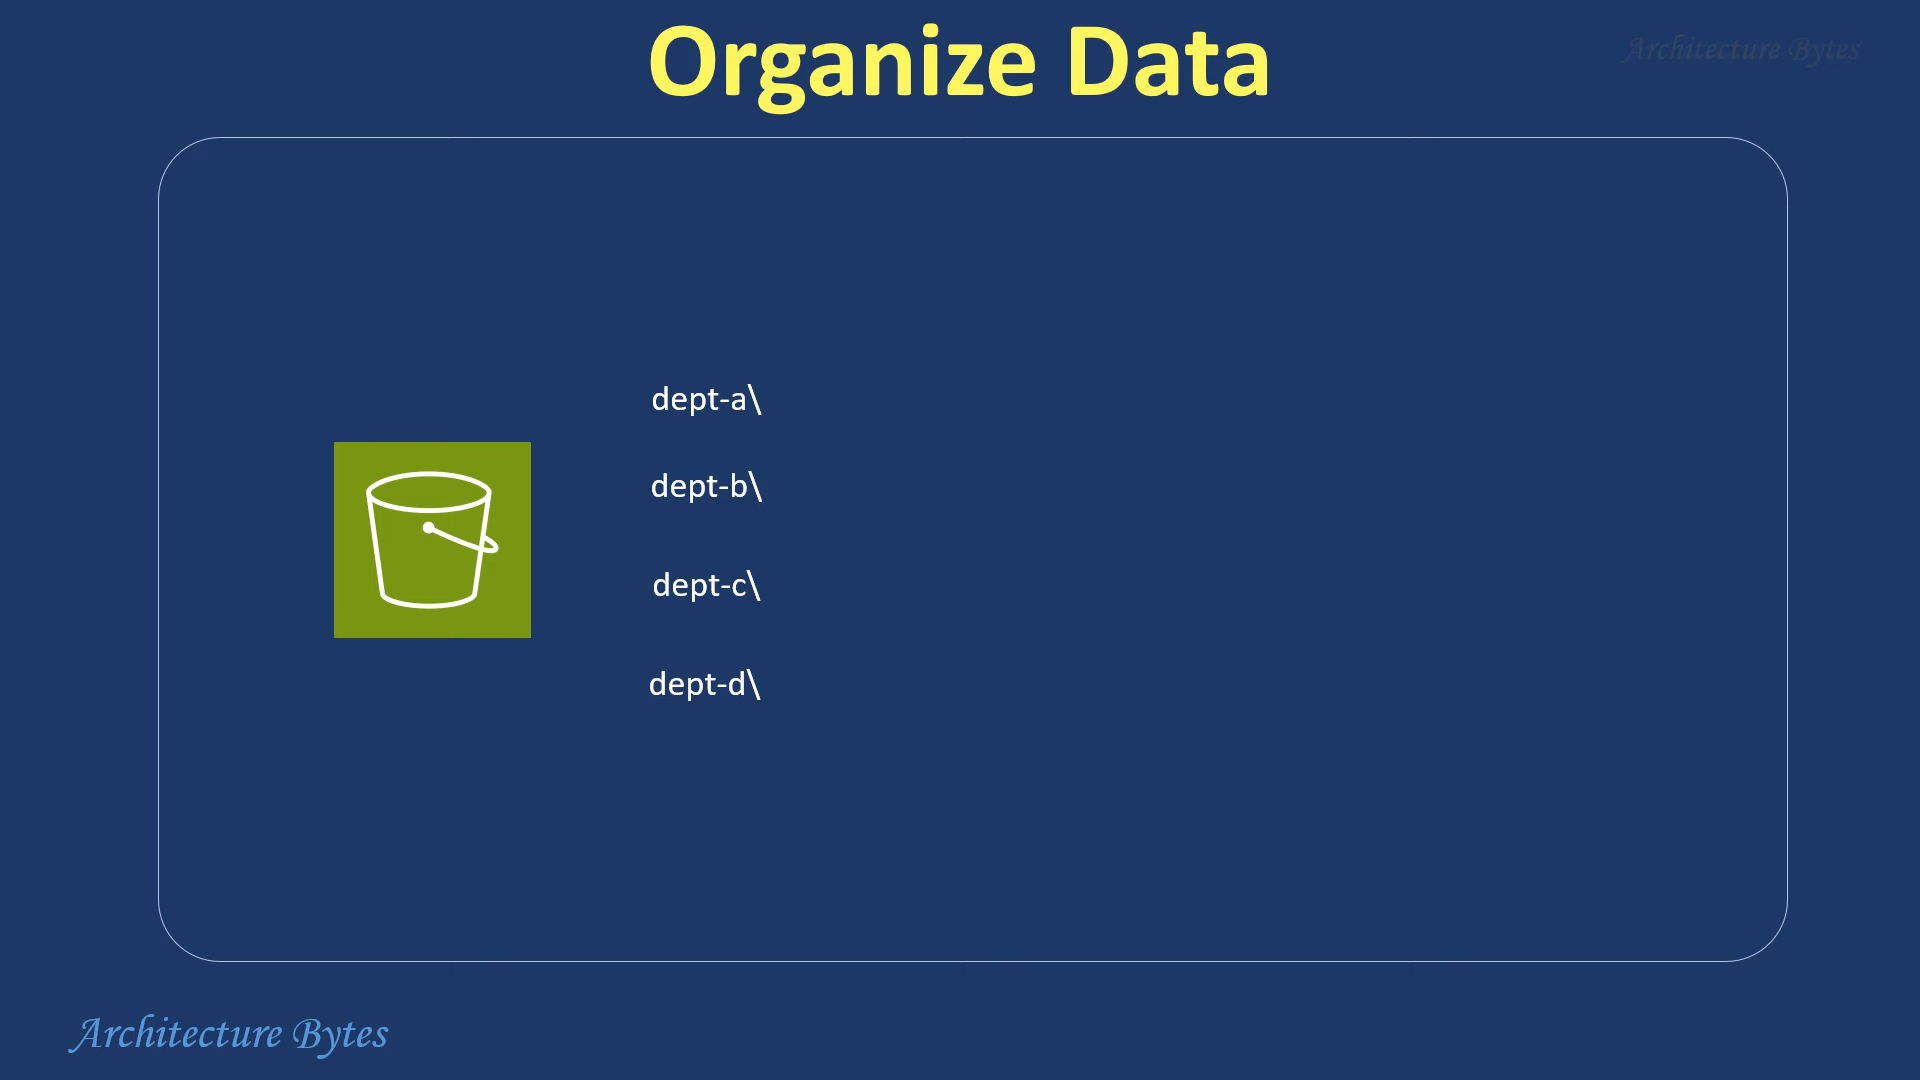 Organize Data
Architecture Bytes
dept-a\
dept-b\
dept-c\
dept-d\
Architecture Bytes